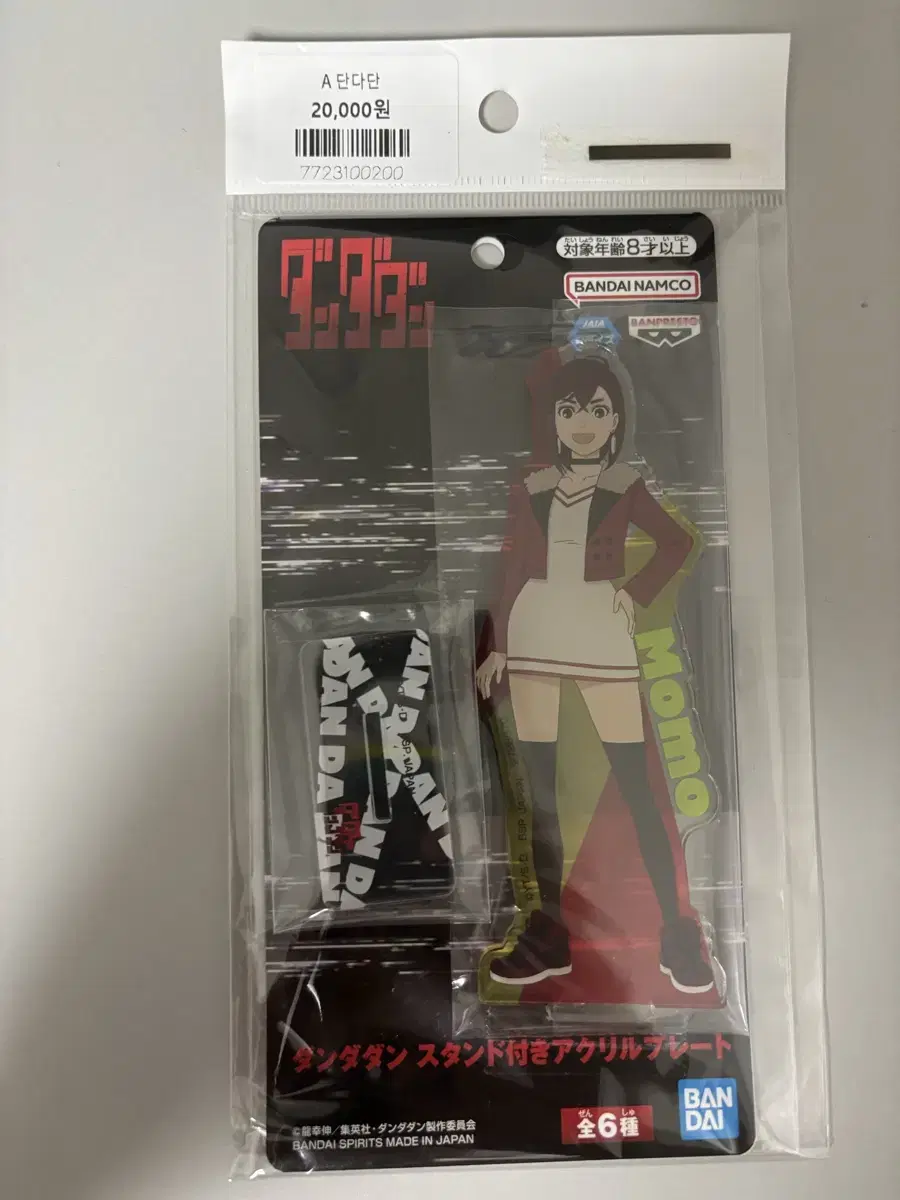 A 단다단
20,000원
7723100200
ダンダダン
たいしょうねんれい さい い じょう
対象年齢8才以上
BANDAI NAMCO
JAIA
BANPRESTO
Momo
DANDADAN
ダンダダン スタンド付きアクリルプレート
ぜん しゅ
全6種
BAN
DAI
©龍幸伸／集英社・ダンダダン製作委員会
BANDAI SPIRITS MADE IN JAPAN